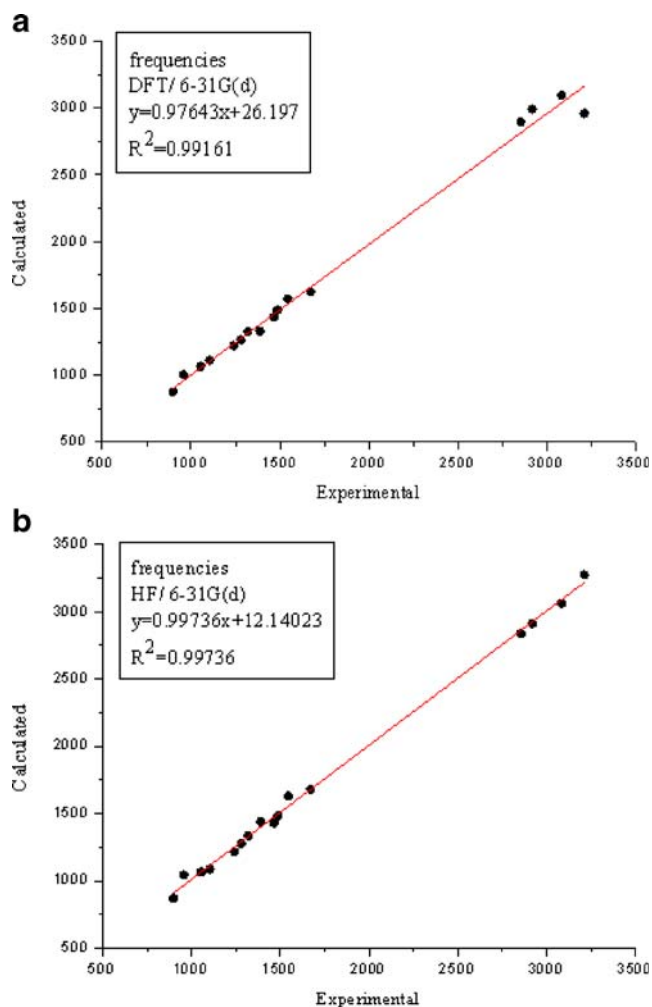 a
3500
3000
2500
2000
1500
1000
500
Calculated
frequencies
DFT/ 6-31G(d)
y=0.97643x+26.197
R2=0.99161
500 1000 1500 2000 2500 3000 3500
Experimental
b
3500
3000
2500
2000
1500
1000
500
Calculated
frequencies
HF/ 6-31G(d)
y=0.99736x+12.14023
R2=0.99736
500 1000 1500 2000 2500 3000 3500
Experimental